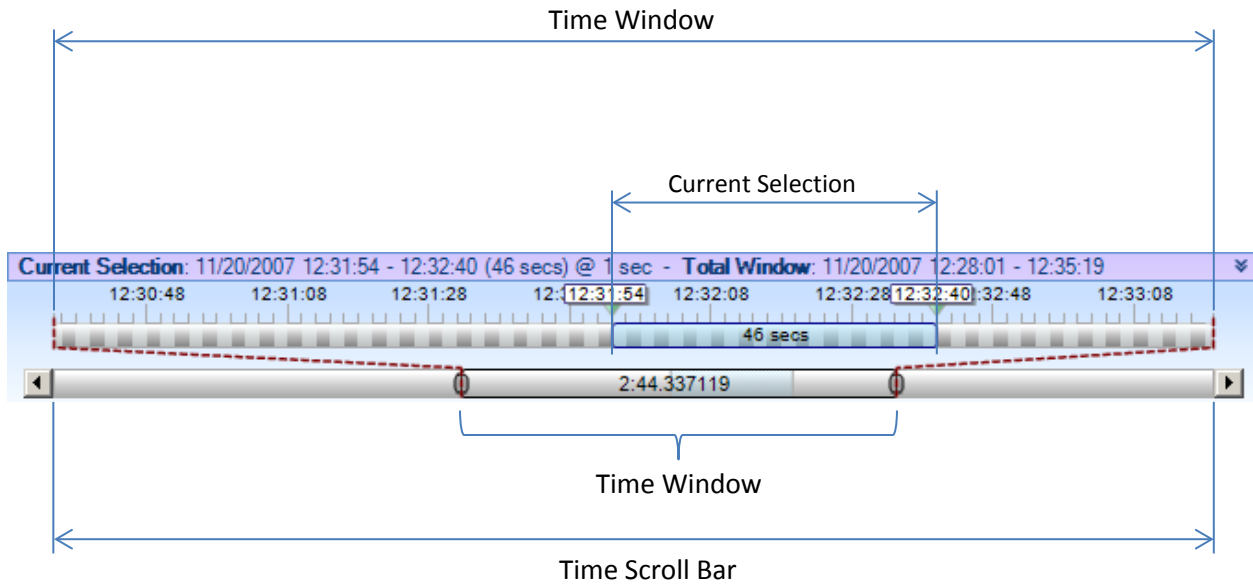 Time Window
Current Selection
Current Selection: 11/20/2007 12:31:54 - 12:32:40 (46 secs) @ 1 sec - Total Window: 11/20/2007 12:28:01 - 12:35:19
12:30:48 12:31:08 12:31:28 12: 12:31:54 12:32:08 12:32:28 12:32:40 :32:48 12:33:08
46 secs
2:44.337119
Time Window
Time Scroll Bar